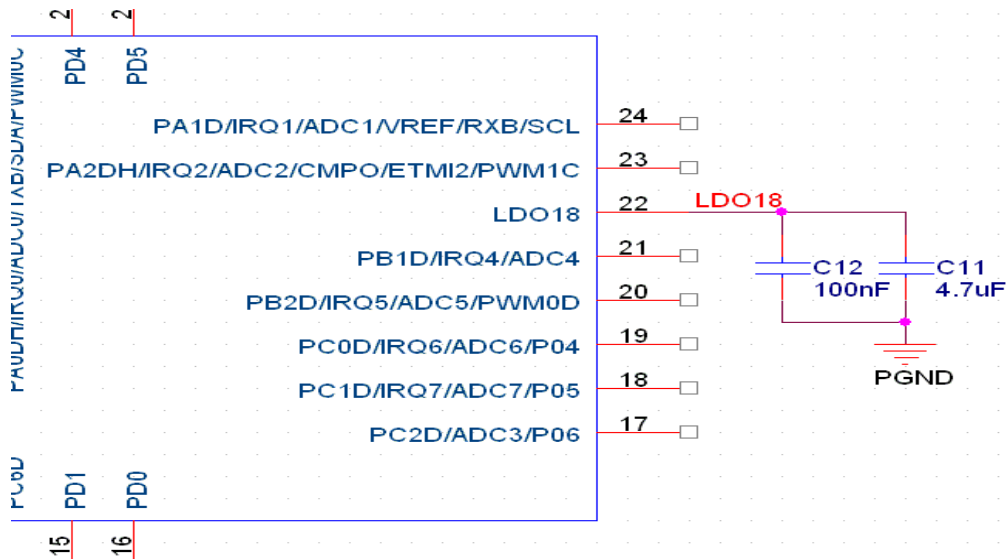 2
2
PD4
PD5
PA1D/IRQ1/ADC1/VREF/RXB/SCL
24
PA2DH/IRQ2/ADC2/CMPO/ETMI2/PWM1C
23
LDO18
22
LDO18
PB1D/IRQ4/ADC4
21
PB2D/IRQ5/ADC5/PWM0D
20
PC0D/IRQ6/ADC6/P04
19
PC1D/IRQ7/ADC7/P05
18
PC2D/ADC3/P06
17
C12
100nF
C11
4.7uF
PGND
PD1
PD0
15
16